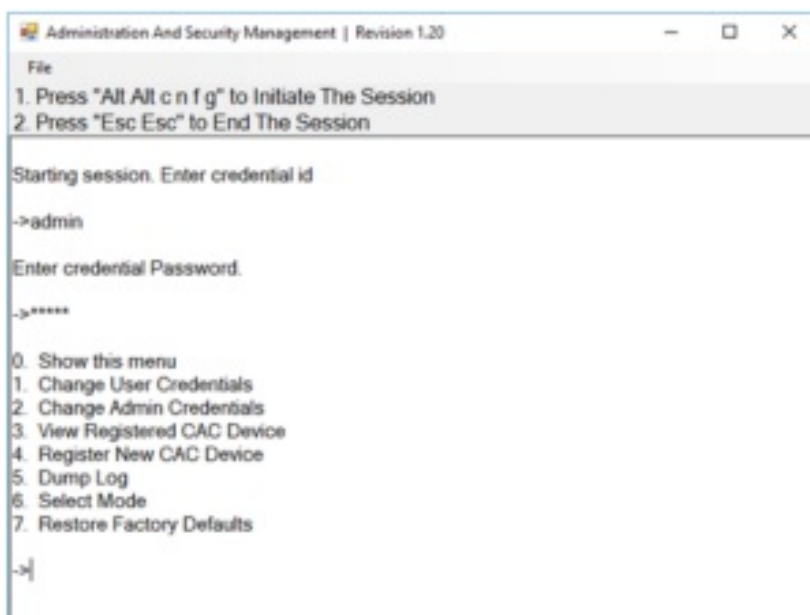 Administration And Security Management | Revision 1.20
File
1. Press "Alt Alt c n f g" to Initiate The Session
2. Press "Esc Esc" to End The Session
Starting session. Enter credential id
->admin
Enter credential Password.
->*****
0. Show this menu
1. Change User Credentials
2. Change Admin Credentials
3. View Registered CAC Device
4. Register New CAC Device
5. Dump Log
6. Select Mode
7. Restore Factory Defaults
->